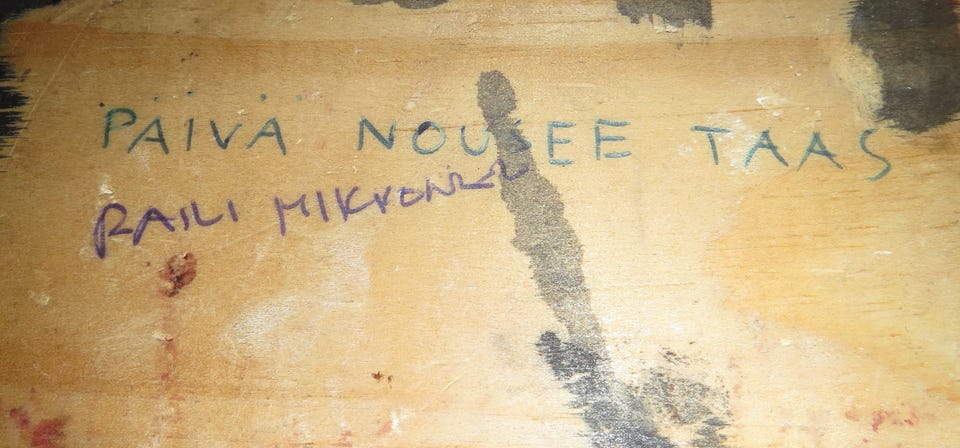 PÄIVÄ NOUSEE TAAS
RAILI MIKKONEN